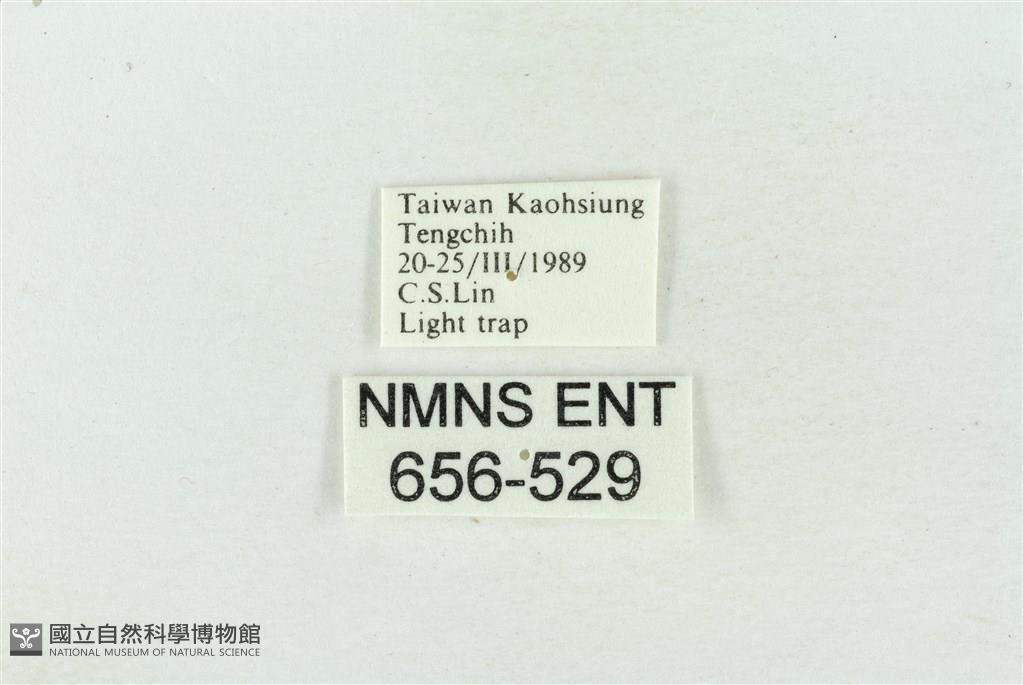 Taiwan Kaohsiung
Tengchih
20-25/III/1989
C.S.Lin
Light trap
NMNS ENT
656-529
國立自然科學博物館
NATIONAL MUSEUM OF NATURAL SCIENCE